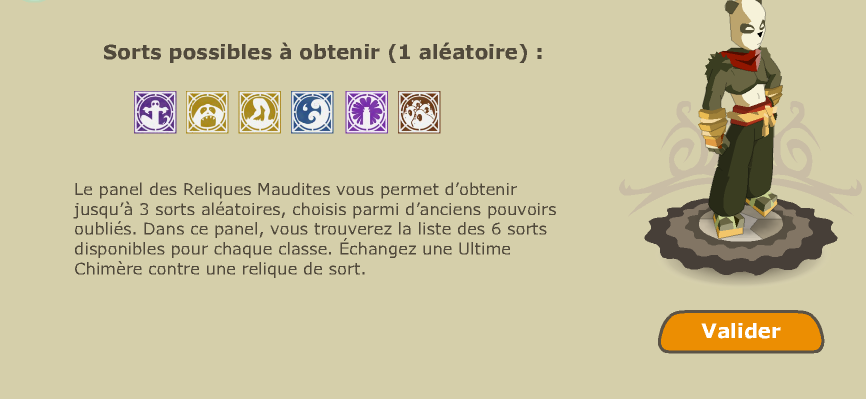 Sorts possibles à obtenir (1 aléatoire) :
Le panel des Reliques Maudites vous permet d'obtenir
jusqu'à 3 sorts aléatoires, choisis parmi d'anciens pouvoirs
oubliés. Dans ce panel, vous trouverez la liste des 6 sorts
disponibles pour chaque classe. Échangez une Ultime
Chimère contre une relique de sort.
Valider